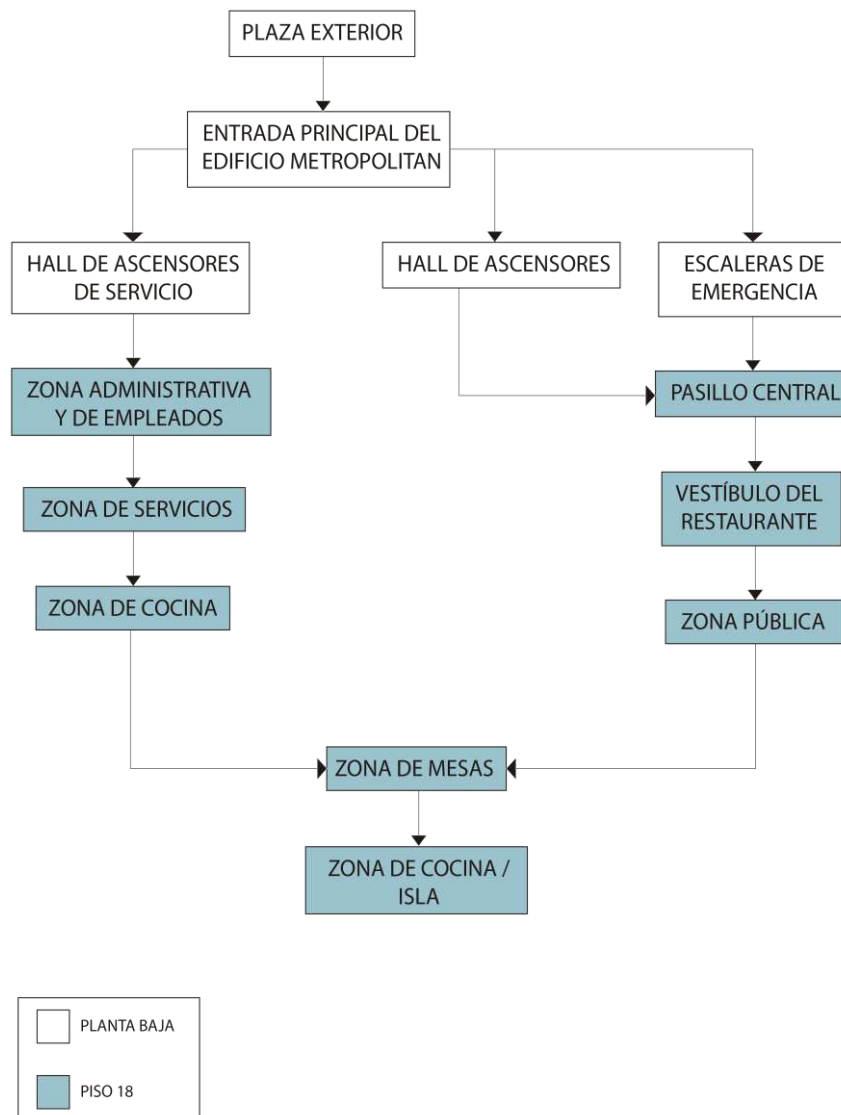 PLAZA EXTERIOR
ENTRADA PRINCIPAL DEL
EDIFICIO METROPOLITAN
HALL DE ASCENSORES
DE SERVICIO
HALL DE ASCENSORES
ESCALERAS DE
EMERGENCIA
ZONA ADMINISTRATIVA
Y DE EMPLEADOS
PASILLO CENTRAL
ZONA DE SERVICIOS
VESTÍBULO DEL
RESTAURANTE
ZONA DE COCINA
ZONA PÚBLICA
ZONA DE MESAS
ZONA DE COCINA /
ISLA
PLANTA BAJA
PISO 18